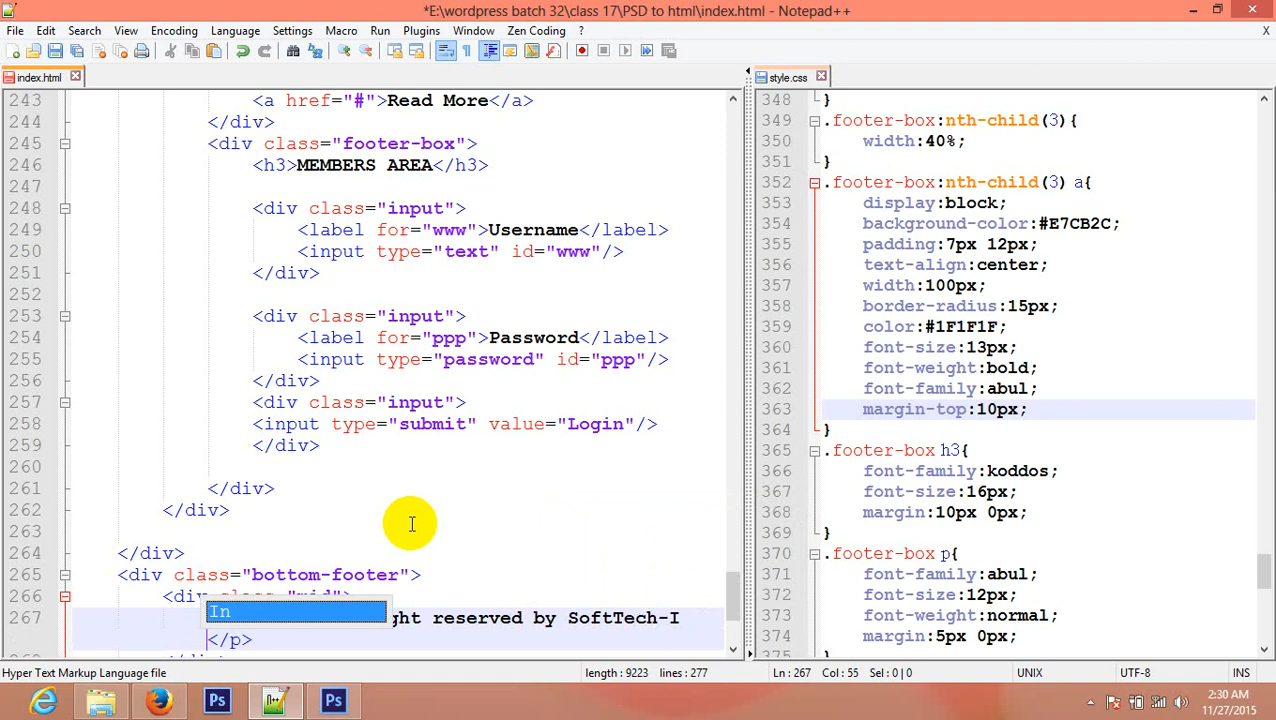 *E:\wordpress batch 32\class 17\PSD to html\index.html - Notepad++
File Edit Search View Encoding Language Settings Macro Run Plugins Window Zen Coding ? X
index.html
style.css
243 <a href="#">Read More</a>
244 </div>
245 <div class="footer-box">
246 <h3>MEMBERS AREA</h3>
247
248 <div class="input">
249 <label for="www">Username</label>
250 <input type="text" id="www"/>
251 </div>
252
253 <div class="input">
254 <label for="ppp">Password</label>
255 <input type="password" id="ppp"/>
256 </div>
257 <div class="input">
258 <input type="submit" value="Login"/>
259 </div>
260
261 </div>
262 </div>
263
264 </div>
265 <div class="bottom-footer">
266 <div class="mid">
In
267 ght reserved by SoftTech-I
</p>
348 }
349 .footer-box:nth-child(3){
350 width:40%;
351 }
352 .footer-box:nth-child(3) a{
353 display:block;
354 background-color:#E7CB2C;
355 padding:7px 12px;
356 text-align:center;
357 width:100px;
358 border-radius:15px;
359 color:#1F1F1F;
360 font-size:13px;
361 font-weight:bold;
362 font-family:abul;
363 margin-top:10px;
364 }
365 .footer-box h3{
366 font-family:koddos;
367 font-size:16px;
368 margin:10px 0px;
369 }
370 .footer-box p{
371 font-family:abul;
372 font-size:12px;
373 font-weight:normal;
374 margin:5px 0px;
Hyper Text Markup Language file length : 9223 lines : 277 Ln : 267 Col : 55 Sel : 0 | 0 UNIX UTF-8 INS
Ps
Ps
2:30 AM
11/27/2015